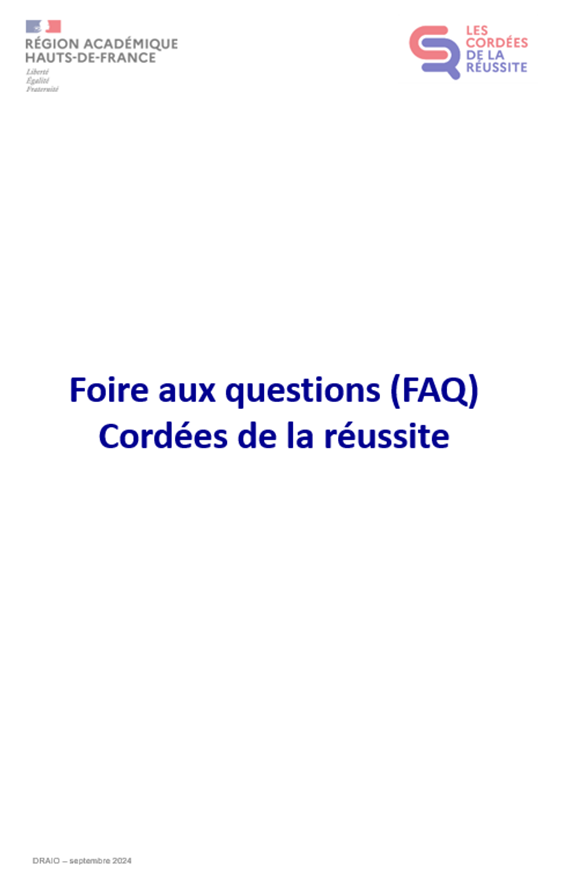 RÉGION ACADÉMIQUE
HAUTS-DE-FRANCE
Liberté
Égalité
Fraternité
LES
CORDÉES
DE LA
RÉUSSITE
Foire aux questions (FAQ)
Cordées de la réussite
DRAIO – septembre 2024